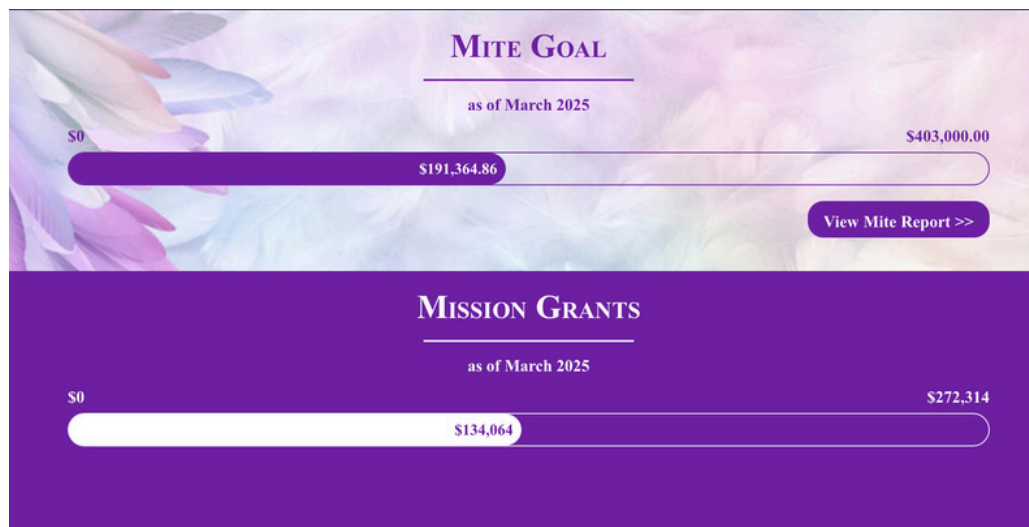 Mite Goal
as of March 2025
$0 $403,000.00
$191,364.86
View Mite Report >>
Mission Grants
as of March 2025
$0 $272,314
$134,064